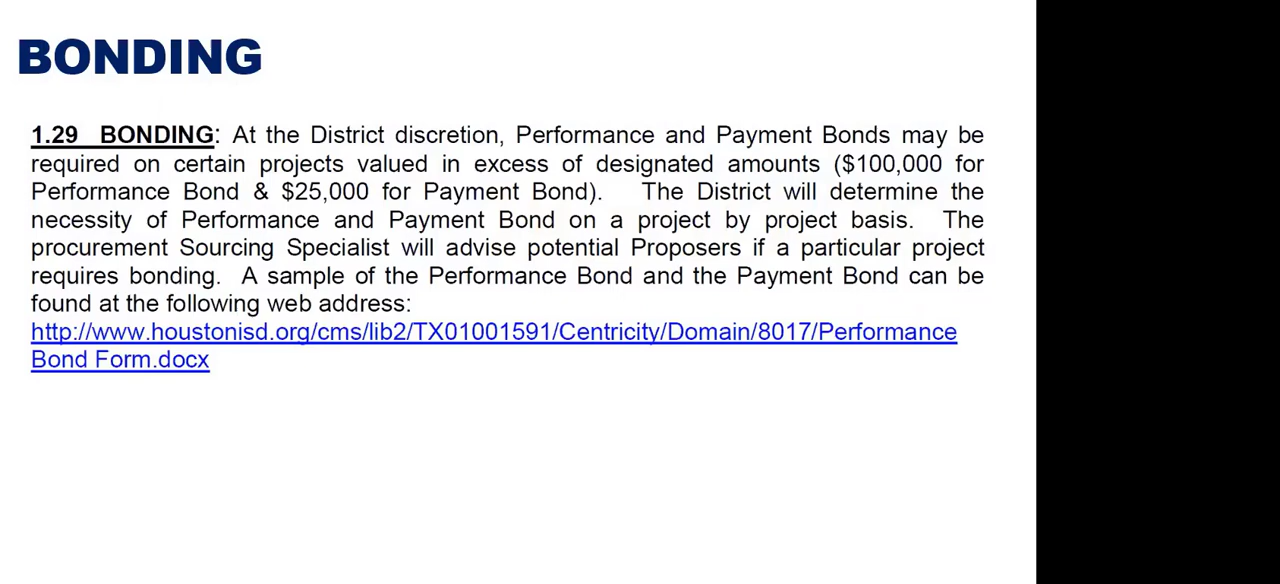 BONDING
1.29 BONDING: At the District discretion, Performance and Payment Bonds may be
required on certain projects valued in excess of designated amounts ($100,000 for
Performance Bond & $25,000 for Payment Bond). The District will determine the
necessity of Performance and Payment Bond on a project by project basis. The
procurement Sourcing Specialist will advise potential Proposers if a particular project
requires bonding. A sample of the Performance Bond and the Payment Bond can be
found at the following web address:
http://www.houstonisd.org/cms/lib2/TX01001591/Centricity/Domain/8017/Performance
Bond Form.docx